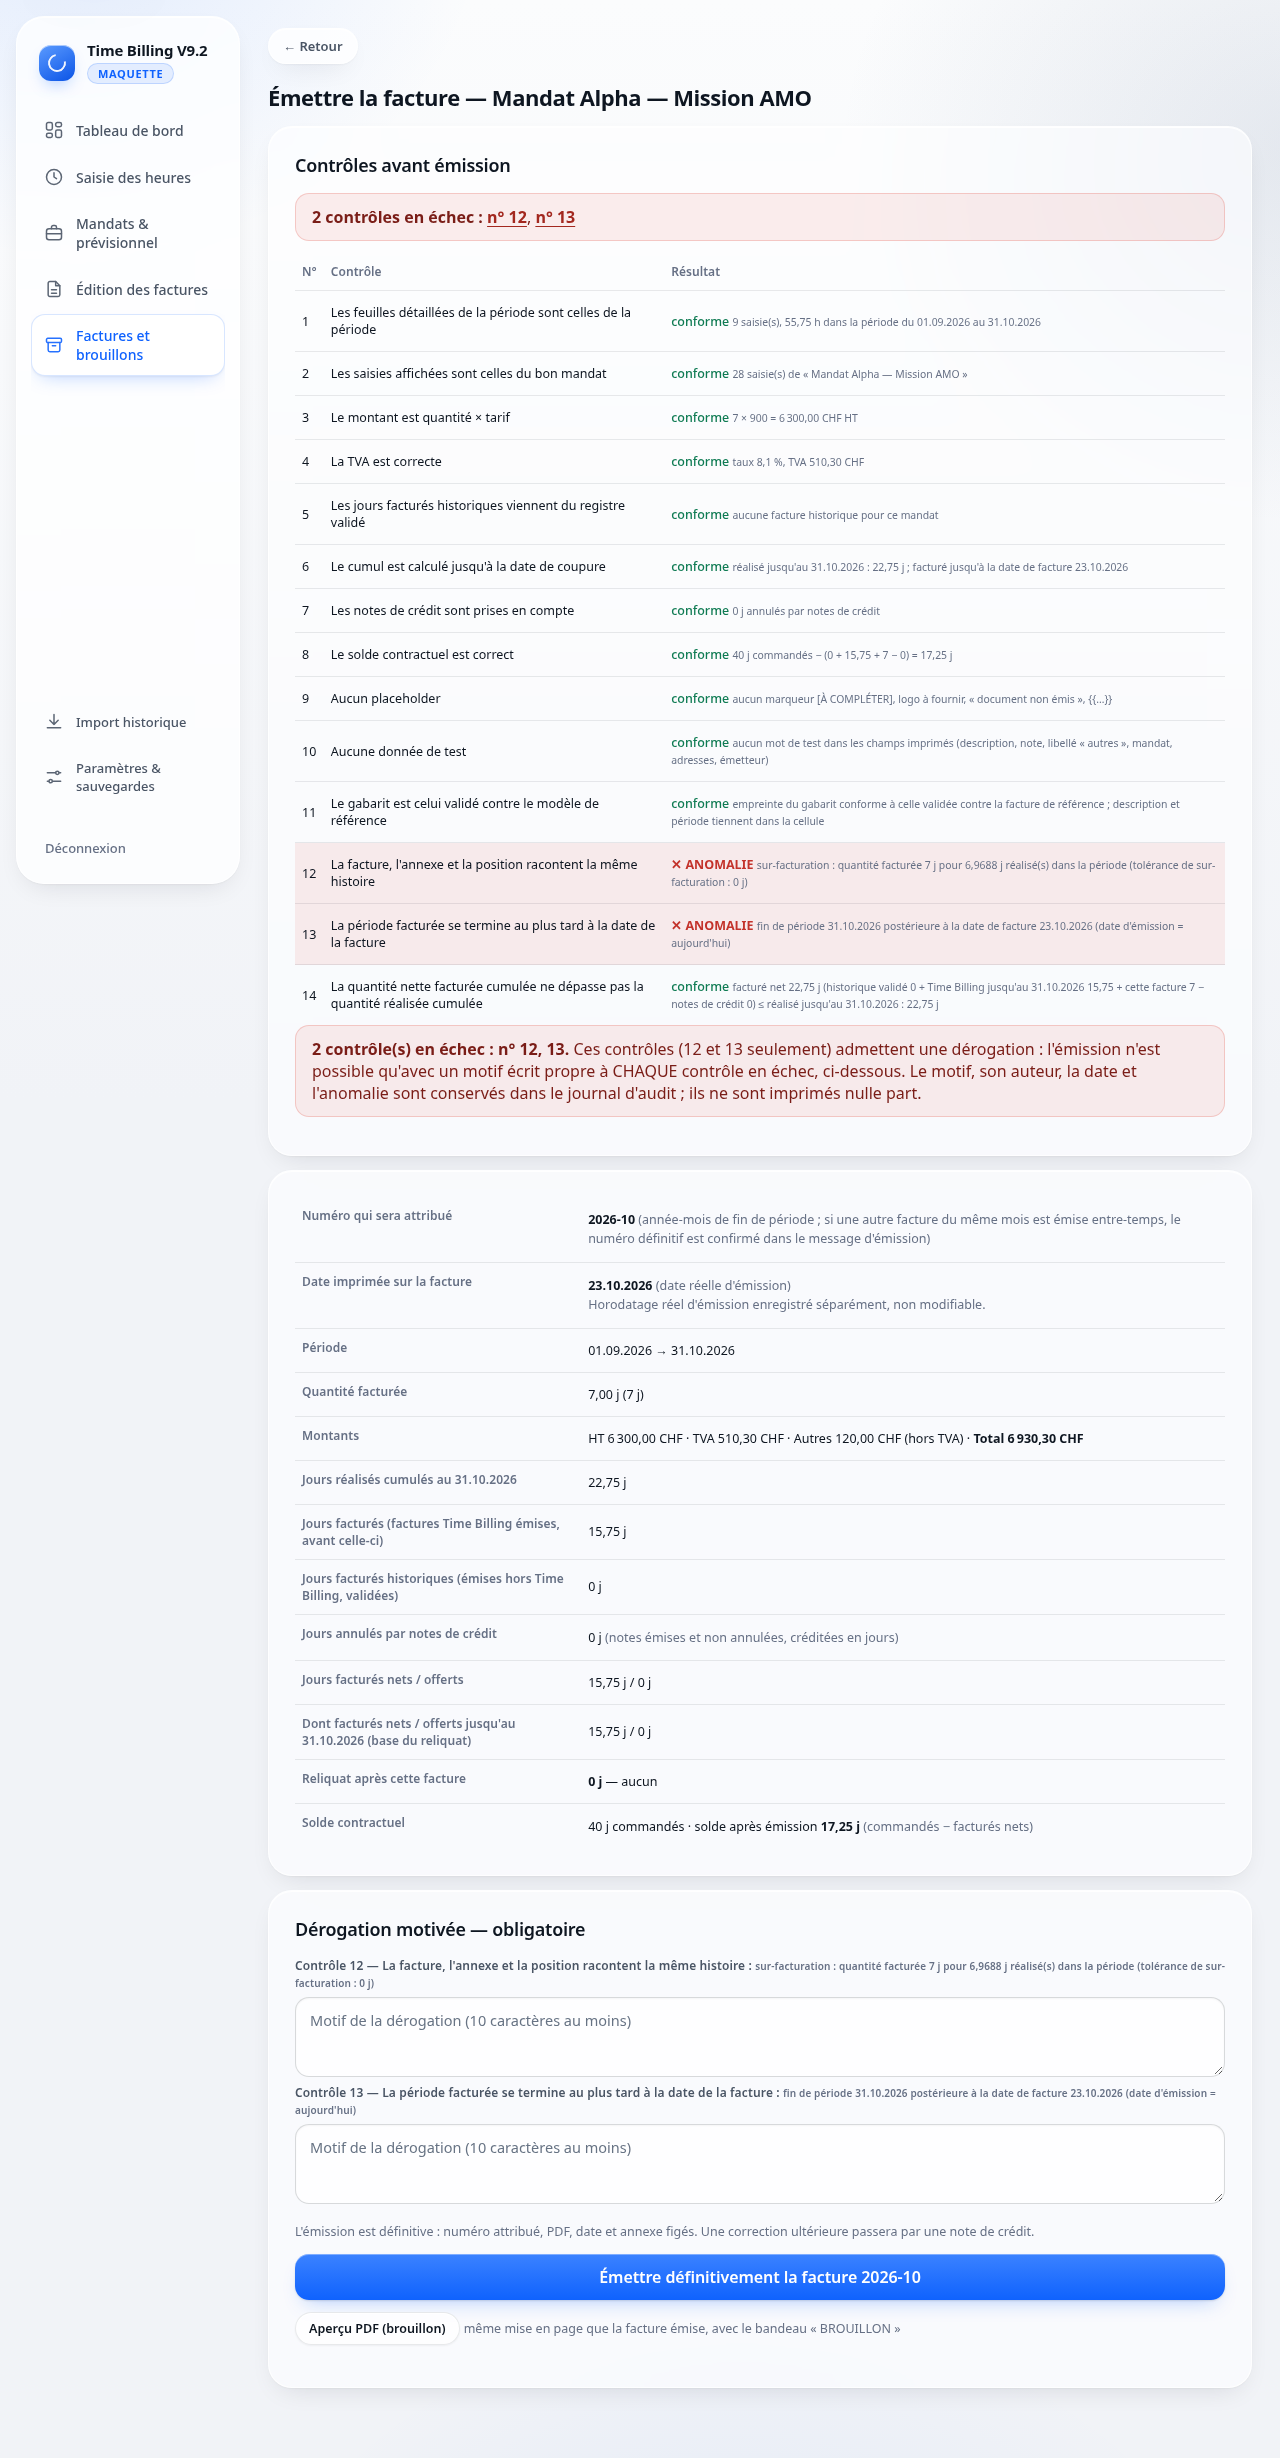 Time Billing V9.2
MAQUETTE
Tableau de bord
Saisie des heures
Mandats &
prévisionnel
Édition des factures
Factures et
brouillons
Import historique
Paramètres &
sauvegardes
Déconnexion
← Retour
Émettre la facture — Mandat Alpha — Mission AMO
Contrôles avant émission
2 contrôles en échec : n° 12, n° 13
N° Contrôle Résultat
1 Les feuilles détaillées de la période sont celles de la
période
conforme 9 saisie(s), 55,75 h dans la période du 01.09.2026 au 31.10.2026
2 Les saisies affichées sont celles du bon mandat conforme 28 saisie(s) de « Mandat Alpha — Mission AMO »
3 Le montant est quantité × tarif conforme 7 × 900 = 6 300,00 CHF HT
4 La TVA est correcte conforme taux 8,1 %, TVA 510,30 CHF
5 Les jours facturés historiques viennent du registre
validé
conforme aucune facture historique pour ce mandat
6 Le cumul est calculé jusqu'à la date de coupure conforme réalisé jusqu'au 31.10.2026 : 22,75 j ; facturé jusqu'à la date de facture 23.10.2026
7 Les notes de crédit sont prises en compte conforme 0 j annulés par notes de crédit
8 Le solde contractuel est correct conforme 40 j commandés − (0 + 15,75 + 7 − 0) = 17,25 j
9 Aucun placeholder conforme aucun marqueur [À COMPLÉTER], logo à fournir, « document non émis », {{…}}
10 Aucune donnée de test conforme aucun mot de test dans les champs imprimés (description, note, libellé « autres », mandat,
adresses, émetteur)
11 Le gabarit est celui validé contre le modèle de
référence
conforme empreinte du gabarit conforme à celle validée contre la facture de référence ; description et
période tiennent dans la cellule
12 La facture, l'annexe et la position racontent la même
histoire
✕ ANOMALIE sur-facturation : quantité facturée 7 j pour 6,9688 j réalisé(s) dans la période (tolérance de sur-
facturation : 0 j)
13 La période facturée se termine au plus tard à la date de
la facture
✕ ANOMALIE fin de période 31.10.2026 postérieure à la date de facture 23.10.2026 (date d'émission =
aujourd'hui)
14 La quantité nette facturée cumulée ne dépasse pas la
quantité réalisée cumulée
conforme facturé net 22,75 j (historique validé 0 + Time Billing jusqu'au 31.10.2026 15,75 + cette facture 7 −
notes de crédit 0) ≤ réalisé jusqu'au 31.10.2026 : 22,75 j
2 contrôle(s) en échec : n° 12, 13. Ces contrôles (12 et 13 seulement) admettent une dérogation : l'émission n'est
possible qu'avec un motif écrit propre à CHAQUE contrôle en échec, ci-dessous. Le motif, son auteur, la date et
l'anomalie sont conservés dans le journal d'audit ; ils ne sont imprimés nulle part.
Numéro qui sera attribué 2026-10 (année-mois de fin de période ; si une autre facture du même mois est émise entre-temps, le
numéro définitif est confirmé dans le message d'émission)
Date imprimée sur la facture 23.10.2026 (date réelle d'émission)
Horodatage réel d'émission enregistré séparément, non modifiable.
Période 01.09.2026 → 31.10.2026
Quantité facturée 7,00 j (7 j)
Montants HT 6 300,00 CHF · TVA 510,30 CHF · Autres 120,00 CHF (hors TVA) · Total 6 930,30 CHF
Jours réalisés cumulés au 31.10.2026 22,75 j
Jours facturés (factures Time Billing émises,
avant celle-ci)
15,75 j
Jours facturés historiques (émises hors Time
Billing, validées)
0 j
Jours annulés par notes de crédit 0 j (notes émises et non annulées, créditées en jours)
Jours facturés nets / offerts 15,75 j / 0 j
Dont facturés nets / offerts jusqu'au
31.10.2026 (base du reliquat)
15,75 j / 0 j
Reliquat après cette facture 0 j — aucun
Solde contractuel 40 j commandés · solde après émission 17,25 j (commandés − facturés nets)
Dérogation motivée — obligatoire
Contrôle 12 — La facture, l'annexe et la position racontent la même histoire : sur-facturation : quantité facturée 7 j pour 6,9688 j réalisé(s) dans la période (tolérance de sur-
facturation : 0 j)
Motif de la dérogation (10 caractères au moins)
Contrôle 13 — La période facturée se termine au plus tard à la date de la facture : fin de période 31.10.2026 postérieure à la date de facture 23.10.2026 (date d'émission =
aujourd'hui)
Motif de la dérogation (10 caractères au moins)
L'émission est définitive : numéro attribué, PDF, date et annexe figés. Une correction ultérieure passera par une note de crédit.
Émettre définitivement la facture 2026-10
Aperçu PDF (brouillon) même mise en page que la facture émise, avec le bandeau « BROUILLON »